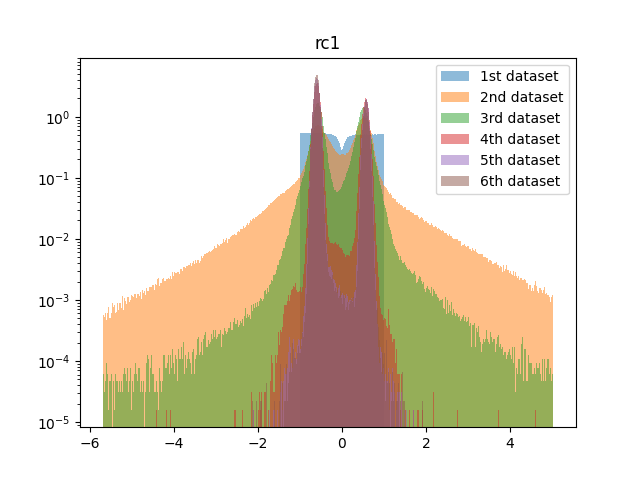 rc1
1st dataset
2nd dataset
3rd dataset
4th dataset
5th dataset
6th dataset
10⁰
10⁻¹
10⁻²
10⁻³
10⁻⁴
10⁻⁵
−6 −4 −2 0 2 4